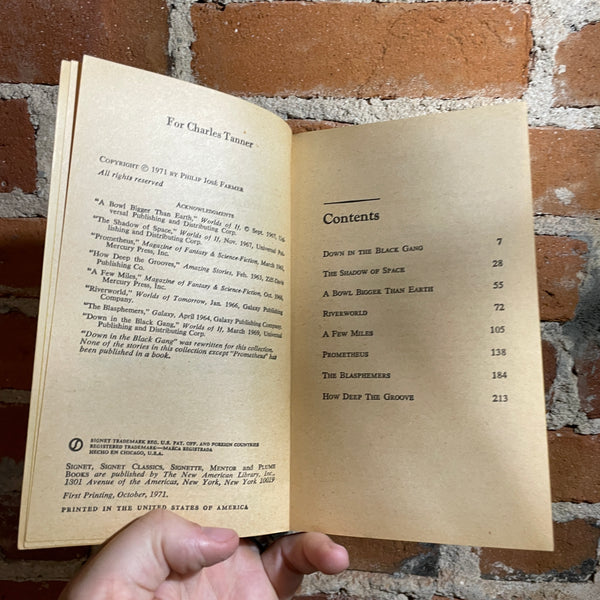 For Charles Tanner
COPYRIGHT © 1971 BY PHILIP JOSÉ FARMER
All rights reserved
ACKNOWLEDGMENTS
"A Bowl Bigger Than Earth," Worlds of If, © Sept. 1967, Uni-
versal Publishing and Distributing Corp.
"The Shadow of Space," Worlds of If, Nov. 1967, Universal Pub-
lishing and Distributing Corp.
"Prometheus," Magazine of Fantasy & Science-Fiction, March 1961,
Mercury Press, Inc.
"How Deep the Grooves," Amazing Stories, Feb. 1963, Ziff-Davis
Publishing Co.
"A Few Miles," Magazine of Fantasy & Science-Fiction, Oct. 1960,
Mercury Press, Inc.
"Riverworld," Worlds of Tomorrow, Jan. 1966, Galaxy Publishing
Company.
"The Blasphemers," Galaxy, April 1964, Galaxy Publishing Company.
"Down in the Black Gang," Worlds of If, March 1969, Universal
Publishing and Distributing Corp.
"Down in the Black Gang" was rewritten for this collection.
None of the stories in this collection except "Prometheus" has
been published in a book.
SIGNET TRADEMARK REG. U.S. PAT. OFF. AND FOREIGN COUNTRIES
REGISTERED TRADEMARK—MARCA REGISTRADA
HECHO EN CHICAGO, U.S.A.
SIGNET, SIGNET CLASSICS, SIGNETTE, MENTOR and PLUME
BOOKS are published by The New American Library, Inc.,
1301 Avenue of the Americas, New York, New York 10019
First Printing, October, 1971.
PRINTED IN THE UNITED STATES OF AMERICA
Contents
DOWN IN THE BLACK GANG 7
THE SHADOW OF SPACE 28
A BOWL BIGGER THAN EARTH 55
RIVERWORLD 72
A FEW MILES 105
PROMETHEUS 138
THE BLASPHEMERS 184
HOW DEEP THE GROOVE 213